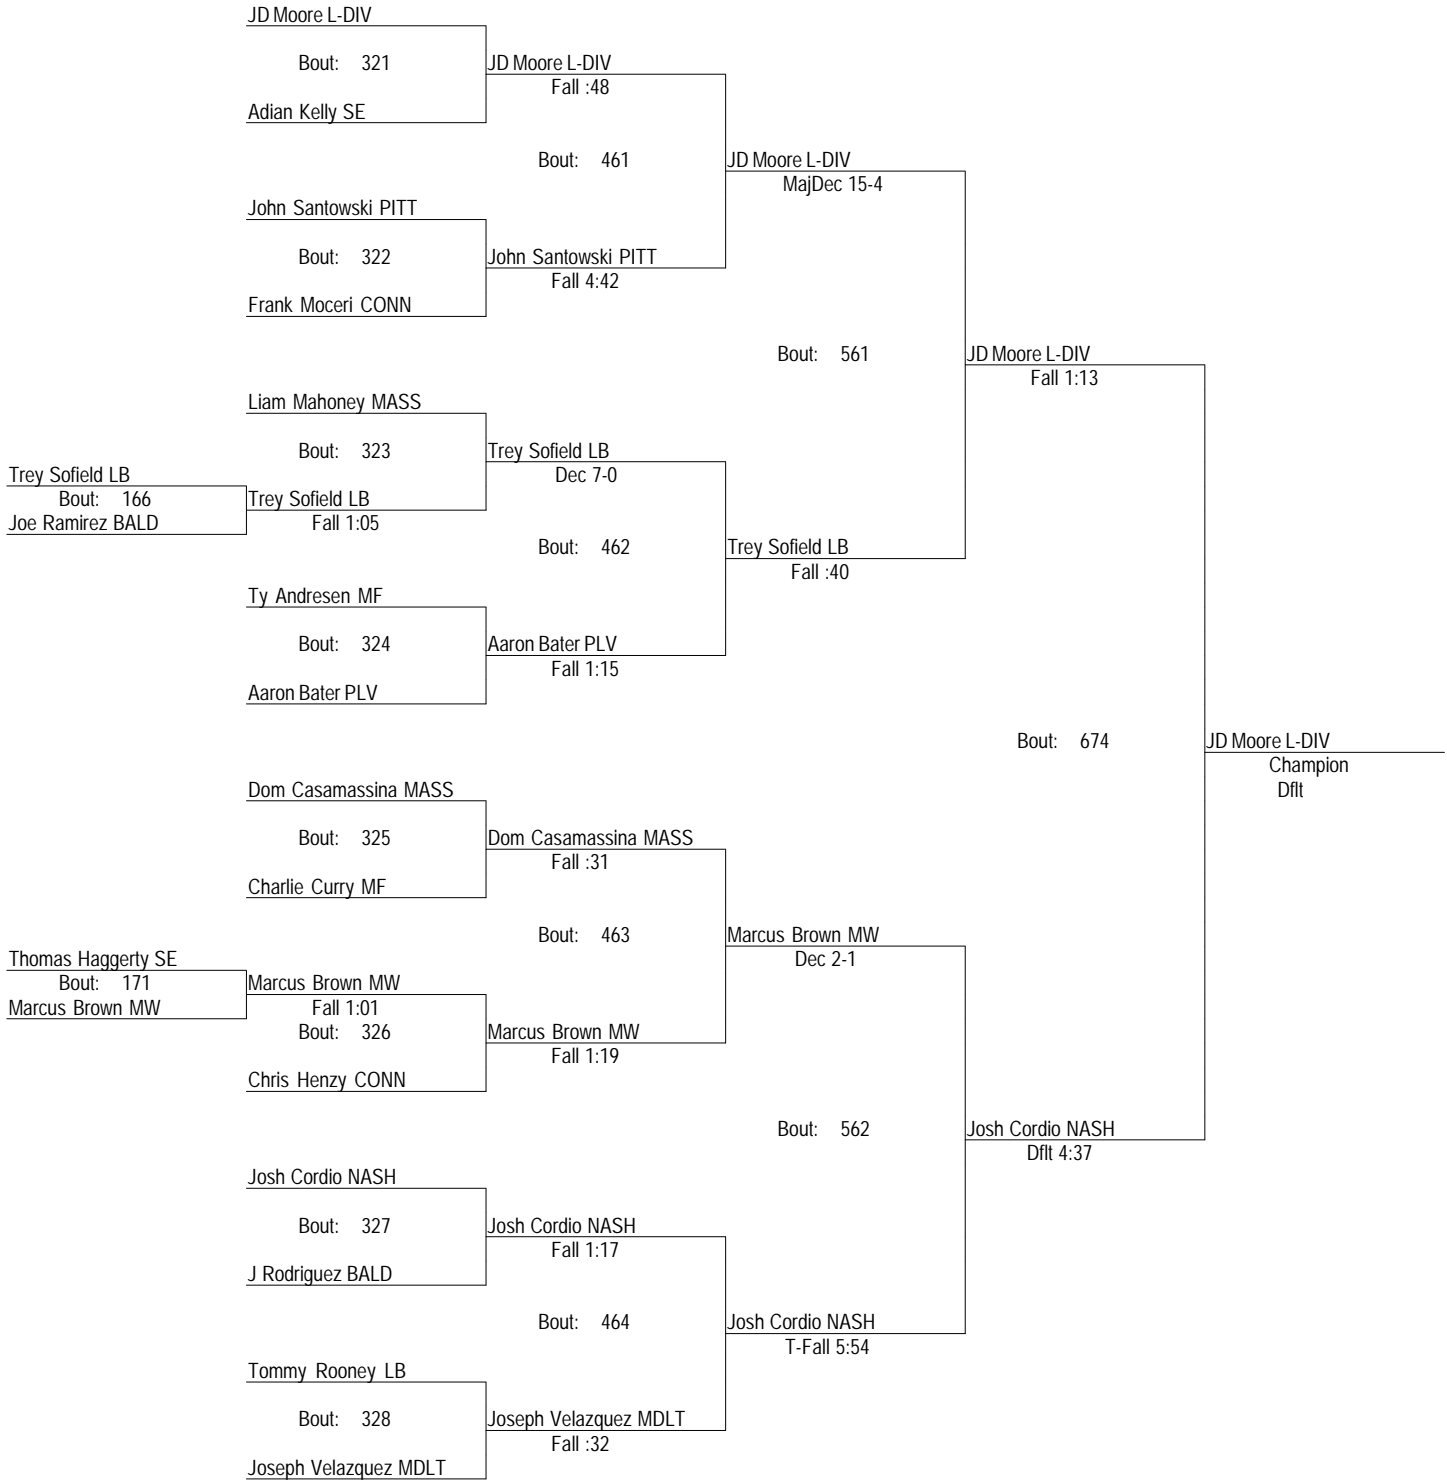 JD Moore L-DIV
Bout: 321
JD Moore L-DIV
Fall :48
Adian Kelly SE
Bout: 461
JD Moore L-DIV
MajDec 15-4
John Santowski PITT
Bout: 322
John Santowski PITT
Fall 4:42
Frank Moceri CONN
Bout: 561
JD Moore L-DIV
Fall 1:13
Liam Mahoney MASS
Bout: 323
Trey Sofield LB
Dec 7-0
Trey Sofield LB
Bout: 166
Trey Sofield LB
Joe Ramirez BALD
Fall 1:05
Bout: 462
Trey Sofield LB
Fall :40
Ty Andresen MF
Bout: 324
Aaron Bater PLV
Fall 1:15
Aaron Bater PLV
Bout: 674
JD Moore L-DIV
Champion
Dflt
Dom Casamassina MASS
Bout: 325
Dom Casamassina MASS
Fall :31
Charlie Curry MF
Bout: 463
Marcus Brown MW
Dec 2-1
Thomas Haggerty SE
Bout: 171
Marcus Brown MW
Marcus Brown MW
Fall 1:01
Bout: 326
Marcus Brown MW
Fall 1:19
Chris Henzy CONN
Bout: 562
Josh Cordio NASH
Dflt 4:37
Josh Cordio NASH
Bout: 327
Josh Cordio NASH
Fall 1:17
J Rodriguez BALD
Bout: 464
Josh Cordio NASH
T-Fall 5:54
Tommy Rooney LB
Bout: 328
Joseph Velazquez MDLT
Fall :32
Joseph Velazquez MDLT